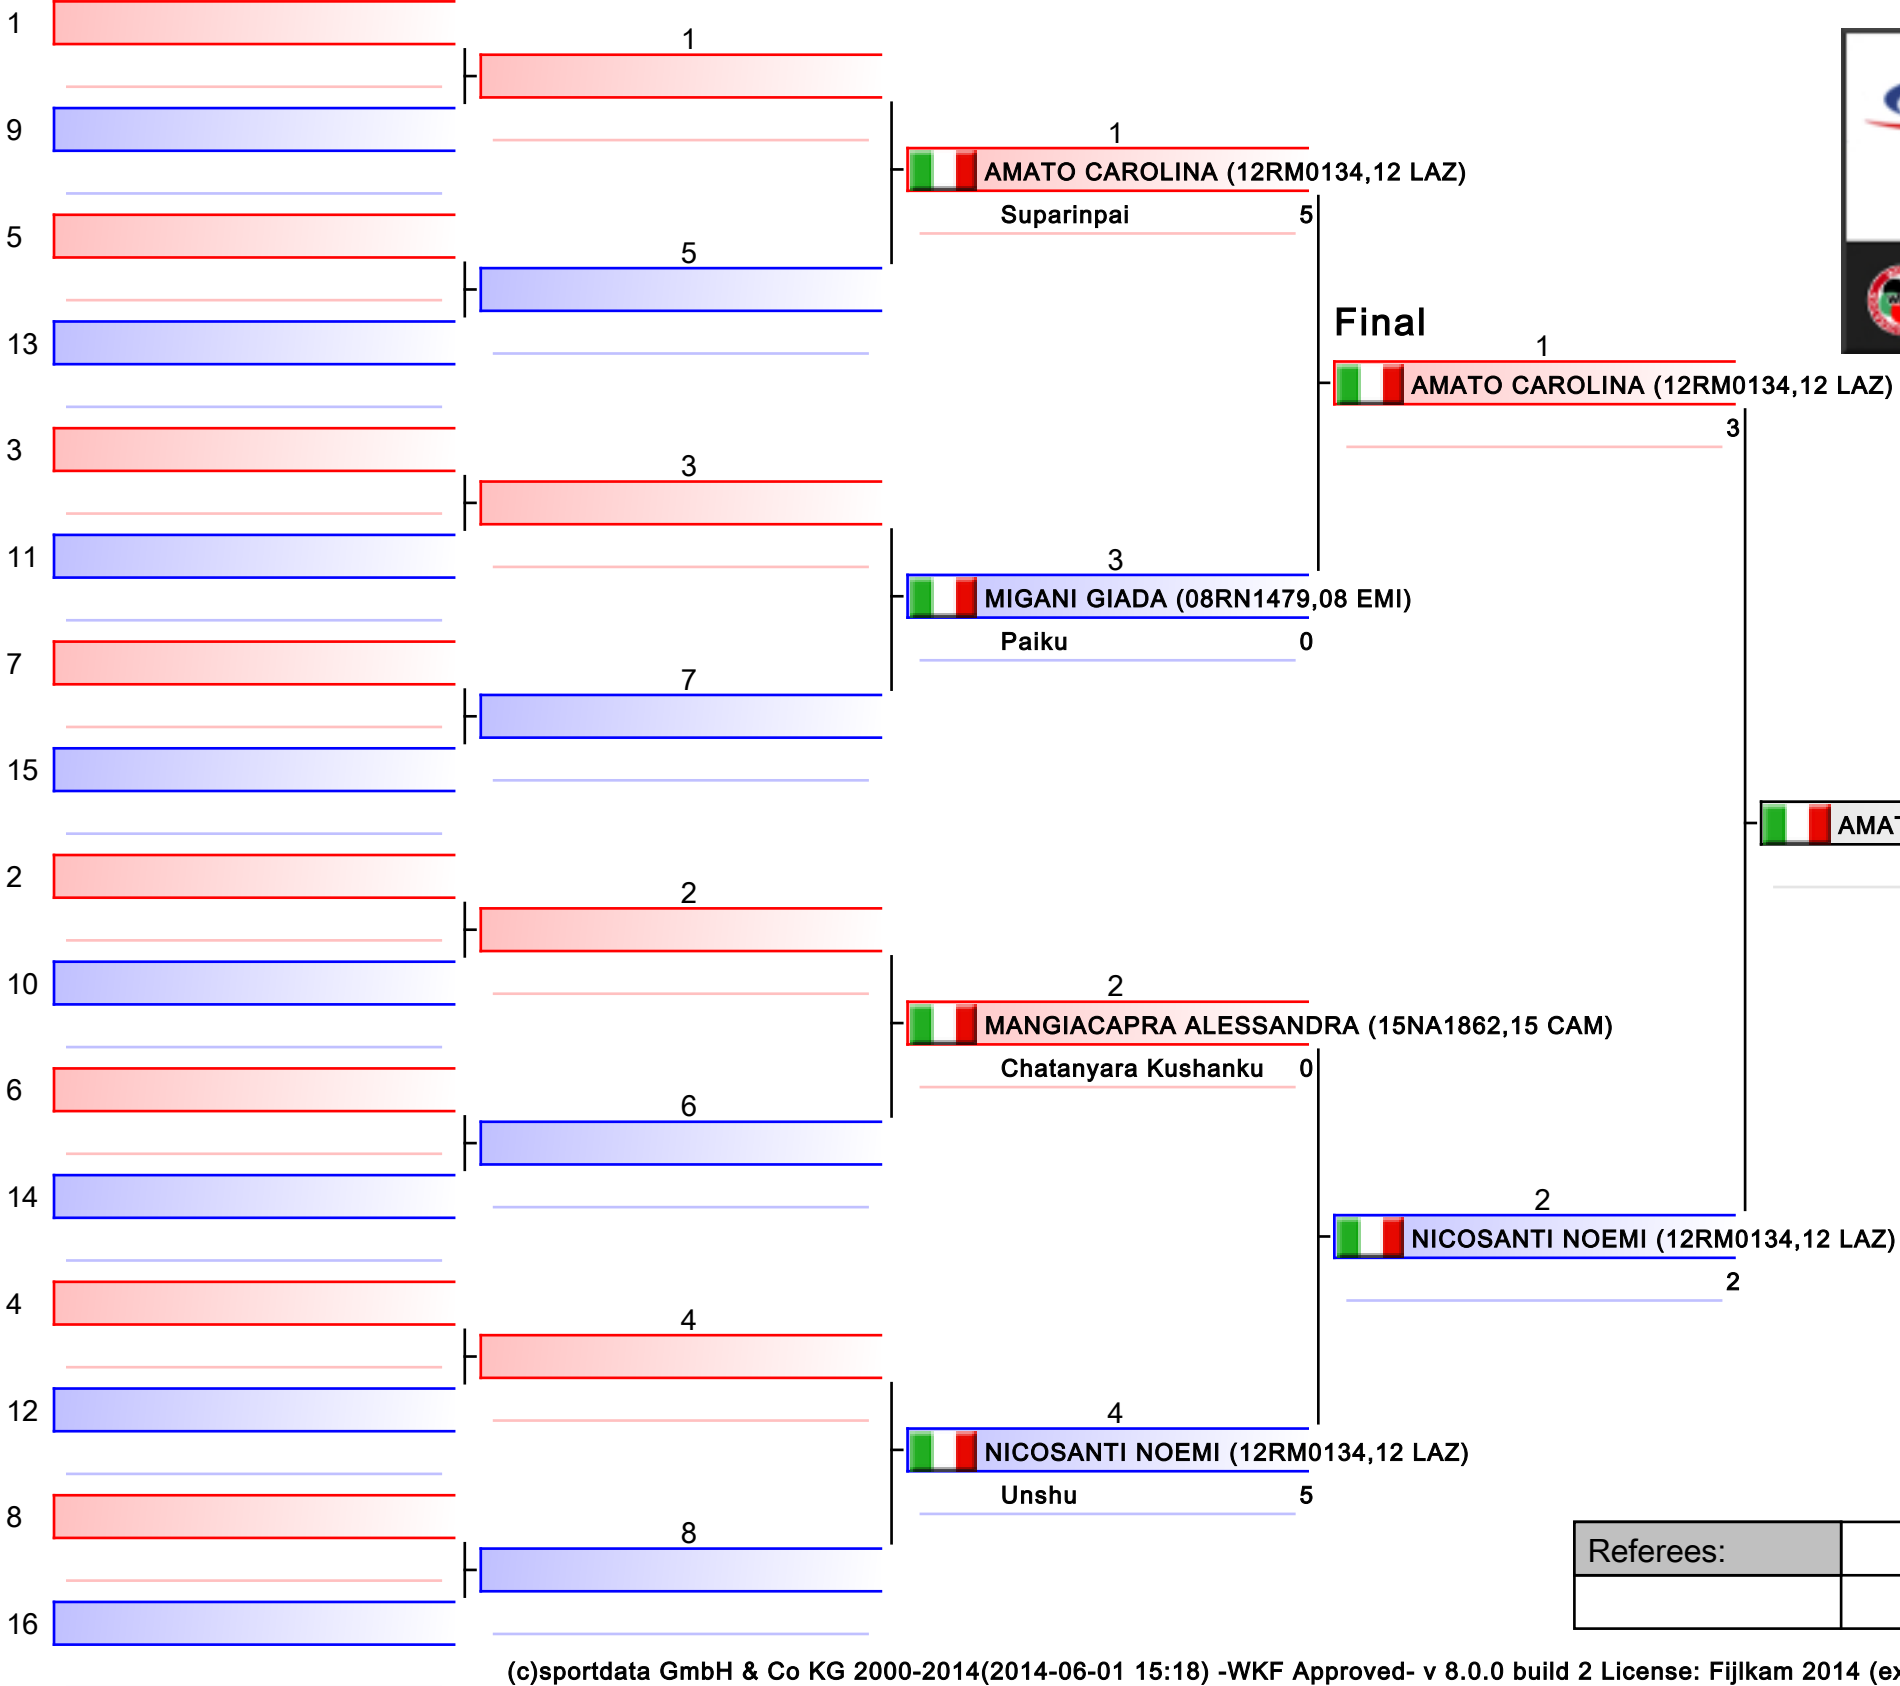 1
9
5
13
3
11
7
15
2
10
6
14
4
12
8
16
1
5
3
7
2
6
4
8
1
AMATO CAROLINA (12RM0134,12 LAZ)
Suparinpai 5
3
MIGANI GIADA (08RN1479,08 EMI)
Paiku 0
2
MANGIACAPRA ALESSANDRA (15NA1862,15 CAM)
Chatanyara Kushanku 0
4
NICOSANTI NOEMI (12RM0134,12 LAZ)
Unshu 5
Final
1
AMATO CAROLINA (12RM0134,12 LAZ)
3
2
NICOSANTI NOEMI (12RM0134,12 LAZ)
2
Referees:
(c)sportdata GmbH & Co KG 2000-2014(2014-06-01 15:18) -WKF Approved- v 8.0.0 build 2 License: Fijlkam 2014